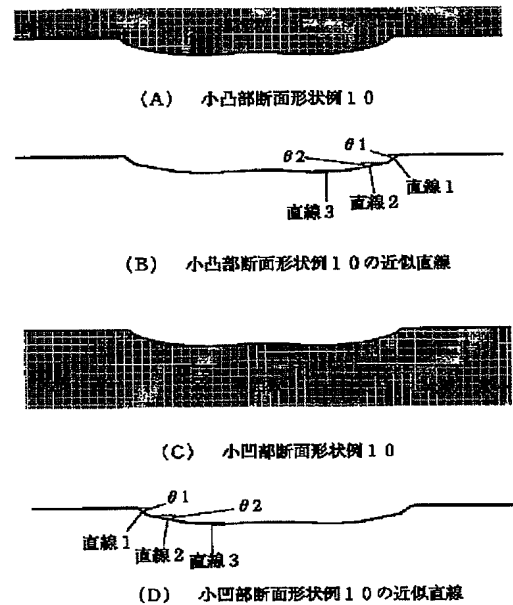 (A) 小凸部断面形状例10
θ1
θ2
直線1
直線2
直線3
(B) 小凸部断面形状例10の近似直線
(C) 小凹部断面形状例10
θ1
θ2
直線1
直線2
直線3
(D) 小凹部断面形状例10の近似直線